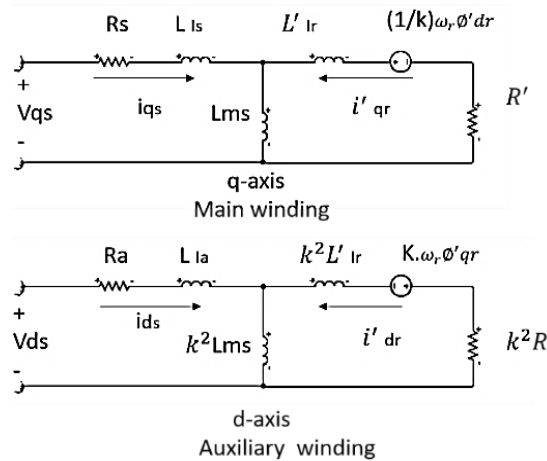 Rs L ls L' lr (1/k)ωrØ'dr
+ Vqs - iqs Lms i' qr R'
q-axis
Main winding
Ra L la k²L' lr K.ωrØ'qr
+ Vds - ids k²Lms i' dr k²R
d-axis
Auxiliary winding